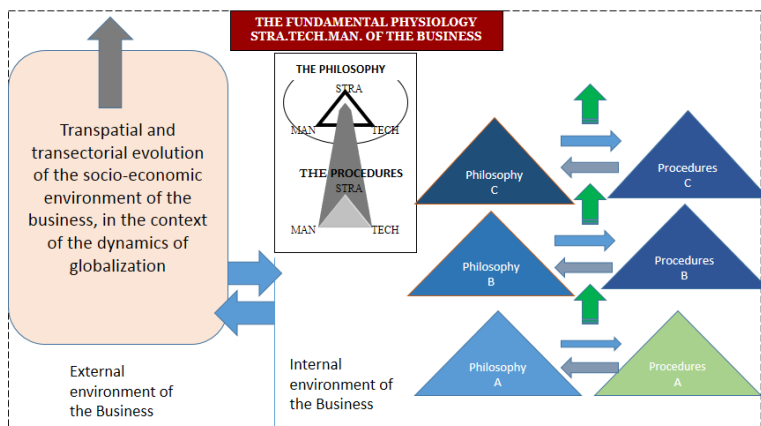 THE FUNDAMENTAL PHYSIOLOGY
STRA.TECH.MAN. OF THE BUSINESS
Transpatial and
transectorial evolution
of the socio-economic
environment of the
business, in the context
of the dynamics of
globalization
External
environment of
the Business
THE PHILOSOPHY
STRA
MAN TECH
THE PROCEDURES
STRA
MAN TECH
Internal
environment of
the Business
Philosophy
C
Procedures
C
Philosophy
B
Procedures
B
Philosophy
A
Procedures
A